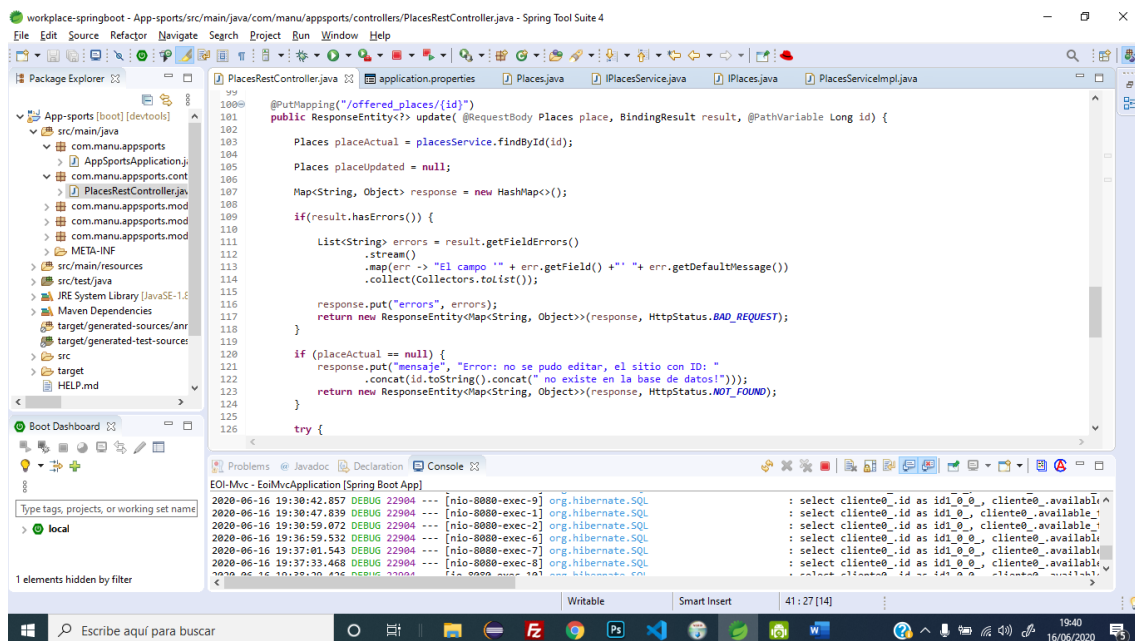 workplace-springboot - App-sports/src/main/java/com/manu/appsports/controllers/PlacesRestController.java - Spring Tool Suite 4
File Edit Source Refactor Navigate Search Project Run Window Help
Package Explorer
App-sports [boot] [devtools]
src/main/java
com.manu.appsports
AppSportsApplication.j
com.manu.appsports.cont
PlacesRestController.jav
com.manu.appsports.mod
com.manu.appsports.mod
com.manu.appsports.mod
META-INF
src/main/resources
src/test/java
JRE System Library [JavaSE-1.8
Maven Dependencies
target/generated-sources/anr
target/generated-test-sources
src
target
HELP.md
Boot Dashboard
Type tags, projects, or working set name
local
1 elements hidden by filter
PlacesRestController.java application.properties Places.java IPlacesService.java IPlaces.java PlacesServiceImpl.java
99
100 @PutMapping("/offered_places/{id}")
101 public ResponseEntity<?> update( @RequestBody Places place, BindingResult result, @PathVariable Long id) {
102
103 Places placeActual = placesService.findById(id);
104
105 Places placeUpdated = null;
106
107 Map<String, Object> response = new HashMap<>();
108
109 if(result.hasErrors()) {
110
111 List<String> errors = result.getFieldErrors()
112 .stream()
113 .map(err -> "El campo '" + err.getField() +"' "+ err.getDefaultMessage())
114 .collect(Collectors.toList());
115
116 response.put("errors", errors);
117 return new ResponseEntity<Map<String, Object>>(response, HttpStatus.BAD_REQUEST);
118 }
119
120 if (placeActual == null) {
121 response.put("mensaje", "Error: no se pudo editar, el sitio con ID: "
122 .concat(id.toString().concat(" no existe en la base de datos!")));
123 return new ResponseEntity<Map<String, Object>>(response, HttpStatus.NOT_FOUND);
124 }
125
126 try {
Problems Javadoc Declaration Console
EOI-Mvc - EoiMvcApplication [Spring Boot App]
2020-06-16 19:30:42.857 DEBUG 22904 --- [nio-8080-exec-9] org.hibernate.SQL : select cliente0_.id as id1_0_0_, cliente0_.available
2020-06-16 19:30:47.839 DEBUG 22904 --- [nio-8080-exec-1] org.hibernate.SQL : select cliente0_.id as id1_0_, cliente0_.available_t
2020-06-16 19:30:59.072 DEBUG 22904 --- [nio-8080-exec-2] org.hibernate.SQL : select cliente0_.id as id1_0_, cliente0_.available_t
2020-06-16 19:36:59.532 DEBUG 22904 --- [nio-8080-exec-6] org.hibernate.SQL : select cliente0_.id as id1_0_0_, cliente0_.available
2020-06-16 19:37:01.543 DEBUG 22904 --- [nio-8080-exec-7] org.hibernate.SQL : select cliente0_.id as id1_0_0_, cliente0_.available
2020-06-16 19:37:33.468 DEBUG 22904 --- [nio-8080-exec-8] org.hibernate.SQL : select cliente0_.id as id1_0_0_, cliente0_.available
Writable Smart Insert 41 : 27 [14]
Escribe aquí para buscar
19:40
16/06/2020